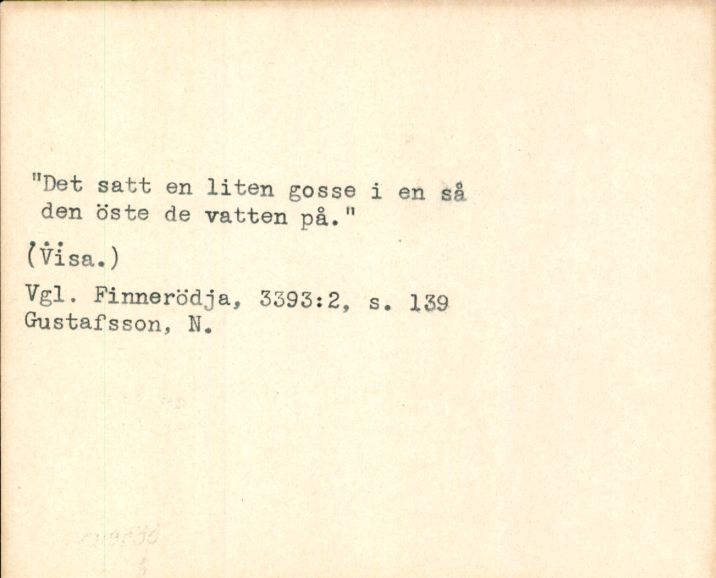 "Det satt en liten gosse i en så
den öste de vatten på."
(Visa.)
Vgl. Finnerödja, 3393:2, s. 139
Gustafsson, N.